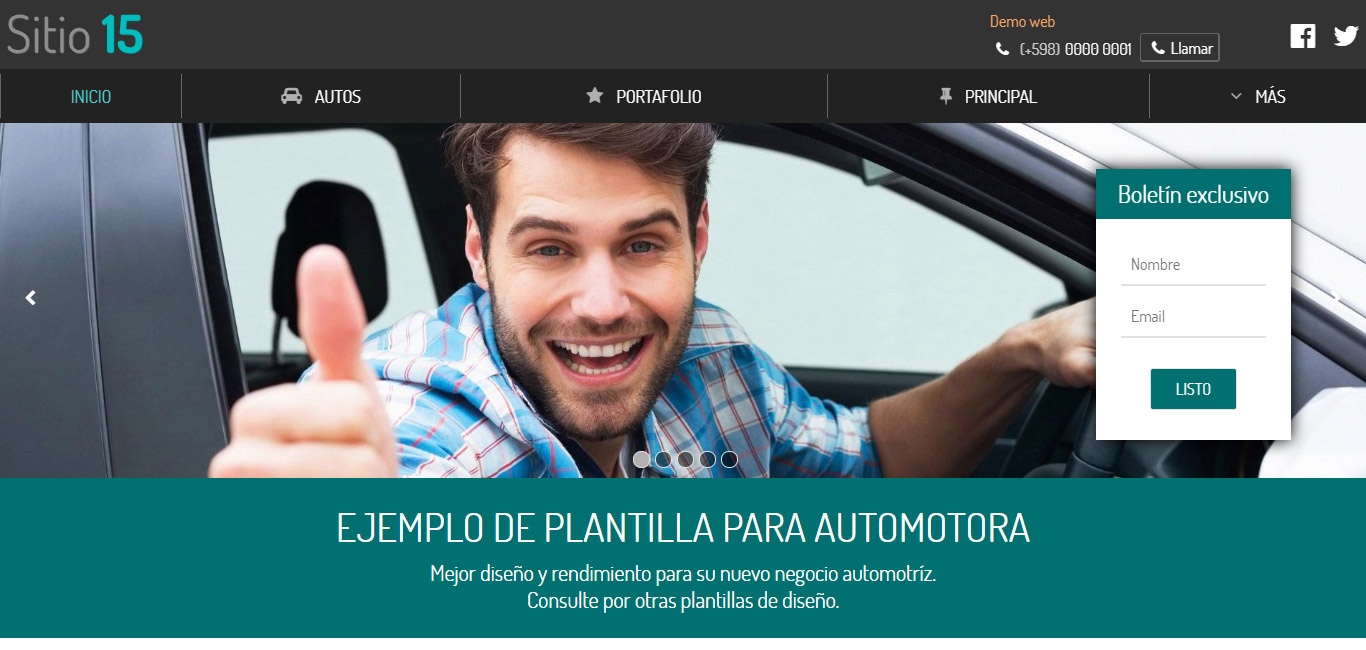 Sitio 15
Demo web
(+598) 0000 0001
Llamar
INICIO
AUTOS
PORTAFOLIO
PRINCIPAL
MÁS
Boletín exclusivo
Nombre
Email
LISTO
EJEMPLO DE PLANTILLA PARA AUTOMOTORA
Mejor diseño y rendimiento para su nuevo negocio automotríz.
Consulte por otras plantillas de diseño.